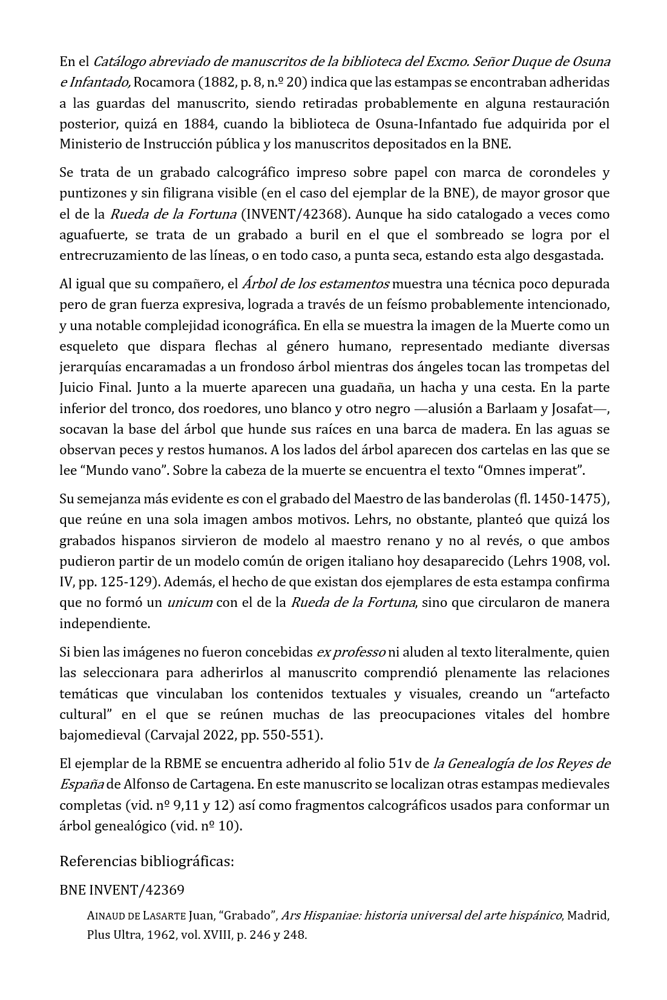 En el Catálogo abreviado de manuscritos de la biblioteca del Excmo. Señor Duque de Osuna
e Infantado, Rocamora (1882, p. 8, n.º 20) indica que las estampas se encontraban adheridas
a las guardas del manuscrito, siendo retiradas probablemente en alguna restauración
posterior, quizá en 1884, cuando la biblioteca de Osuna-Infantado fue adquirida por el
Ministerio de Instrucción pública y los manuscritos depositados en la BNE.
Se trata de un grabado calcográfico impreso sobre papel con marca de corondeles y
puntizones y sin filigrana visible (en el caso del ejemplar de la BNE), de mayor grosor que
el de la Rueda de la Fortuna (INVENT/42368). Aunque ha sido catalogado a veces como
aguafuerte, se trata de un grabado a buril en el que el sombreado se logra por el
entrecruzamiento de las líneas, o en todo caso, a punta seca, estando esta algo desgastada.
Al igual que su compañero, el Árbol de los estamentos muestra una técnica poco depurada
pero de gran fuerza expresiva, lograda a través de un feísmo probablemente intencionado,
y una notable complejidad iconográfica. En ella se muestra la imagen de la Muerte como un
esqueleto que dispara flechas al género humano, representado mediante diversas
jerarquías encaramadas a un frondoso árbol mientras dos ángeles tocan las trompetas del
Juicio Final. Junto a la muerte aparecen una guadaña, un hacha y una cesta. En la parte
inferior del tronco, dos roedores, uno blanco y otro negro —alusión a Barlaam y Josafat—,
socavan la base del árbol que hunde sus raíces en una barca de madera. En las aguas se
observan peces y restos humanos. A los lados del árbol aparecen dos cartelas en las que se
lee “Mundo vano”. Sobre la cabeza de la muerte se encuentra el texto “Omnes imperat”.
Su semejanza más evidente es con el grabado del Maestro de las banderolas (fl. 1450-1475),
que reúne en una sola imagen ambos motivos. Lehrs, no obstante, planteó que quizá los
grabados hispanos sirvieron de modelo al maestro renano y no al revés, o que ambos
pudieron partir de un modelo común de origen italiano hoy desaparecido (Lehrs 1908, vol.
IV, pp. 125-129). Además, el hecho de que existan dos ejemplares de esta estampa confirma
que no formó un unicum con el de la Rueda de la Fortuna, sino que circularon de manera
independiente.
Si bien las imágenes no fueron concebidas ex professo ni aluden al texto literalmente, quien
las seleccionara para adherirlos al manuscrito comprendió plenamente las relaciones
temáticas que vinculaban los contenidos textuales y visuales, creando un “artefacto
cultural” en el que se reúnen muchas de las preocupaciones vitales del hombre
bajomedieval (Carvajal 2022, pp. 550-551).
El ejemplar de la RBME se encuentra adherido al folio 51v de la Genealogía de los Reyes de
España de Alfonso de Cartagena. En este manuscrito se localizan otras estampas medievales
completas (vid. nº 9,11 y 12) así como fragmentos calcográficos usados para conformar un
árbol genealógico (vid. nº 10).
Referencias bibliográficas:
BNE INVENT/42369
AINAUD DE LASARTE Juan, “Grabado”, Ars Hispaniae: historia universal del arte hispánico, Madrid,
Plus Ultra, 1962, vol. XVIII, p. 246 y 248.